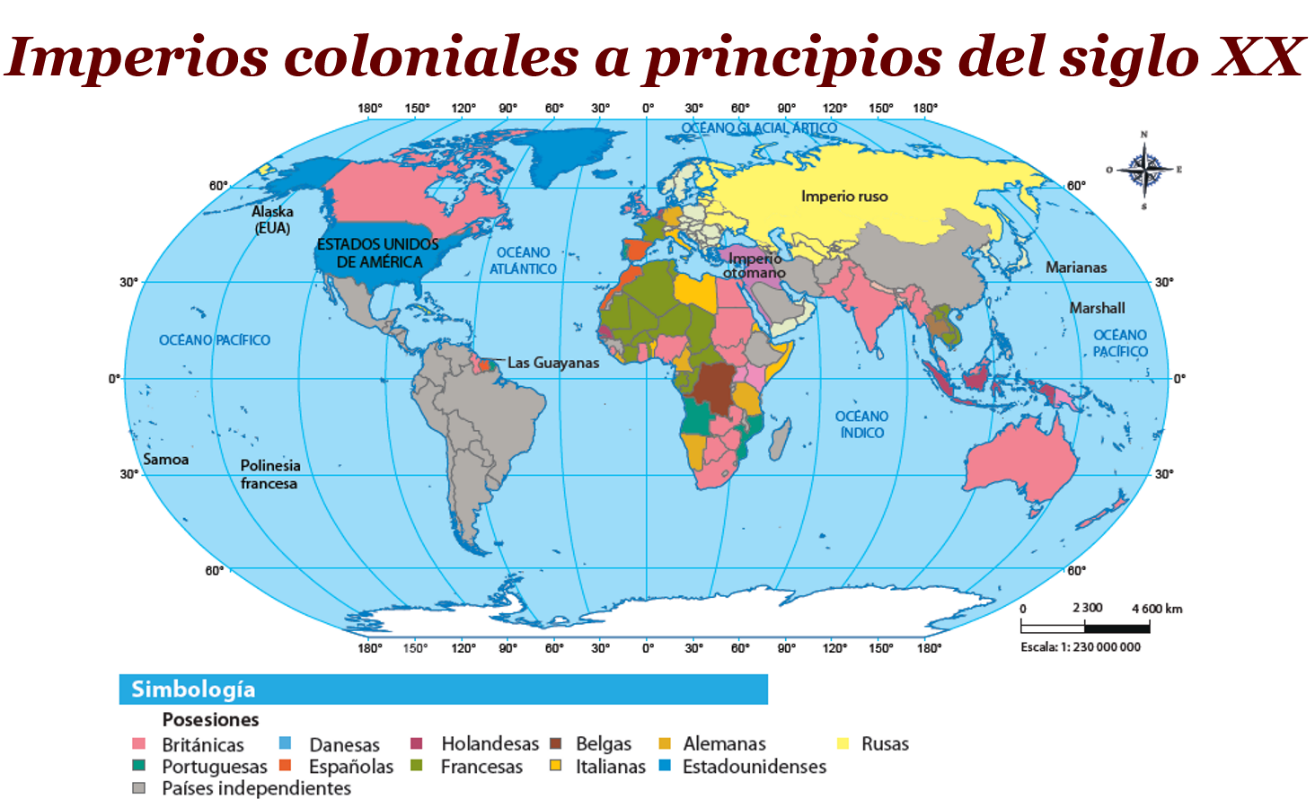 Imperios coloniales a principios del siglo XX
180° 150° 120° 90° 60° 30° 0° 30° 60° 90° 120° 150° 180°
OCÉANO GLACIAL ÁRTICO
N
O E
S
60° 60°
Imperio ruso
Alaska
(EUA)
ESTADOS UNIDOS
DE AMÉRICA
OCÉANO
ATLÁNTICO
Imperio
otomano
Marianas
30° 30°
Marshall
OCÉANO PACÍFICO
OCÉANO
PACÍFICO
Las Guayanas
0° 0°
OCÉANO
ÍNDICO
Samoa
Polinesia
francesa
30° 30°
60° 60°
0 2 300 4 600 km
Escala: 1: 230 000 000
180° 150° 120° 90° 60° 30° 0° 30° 60° 90° 120° 150° 180°
Simbología
Posesiones
Británicas Danesas Holandesas Belgas Alemanas Rusas
Portuguesas Españolas Francesas Italianas Estadounidenses
Países independientes